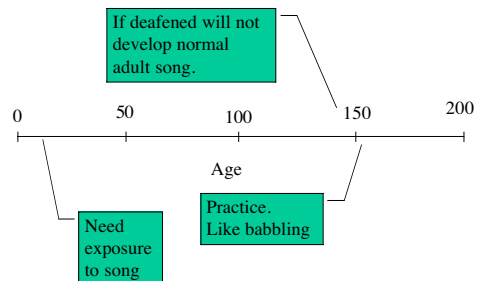 If deafened will not
develop normal
adult song.
0 50 100 150 200
Age
Need
exposure
to song
Practice.
Like babbling